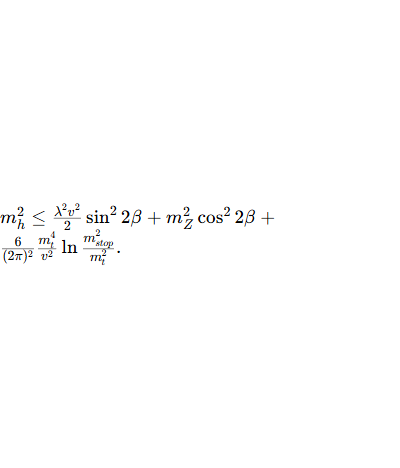 $m_h^2 \leq \frac{\lambda^2 v^2}{2} \sin^2 2\beta + m_Z^2 \cos^2 2\beta +$
$\frac{6}{(2\pi)^2} \frac{m_t^4}{v^2} \ln \frac{m_{stop}^2}{m_t^2}.$